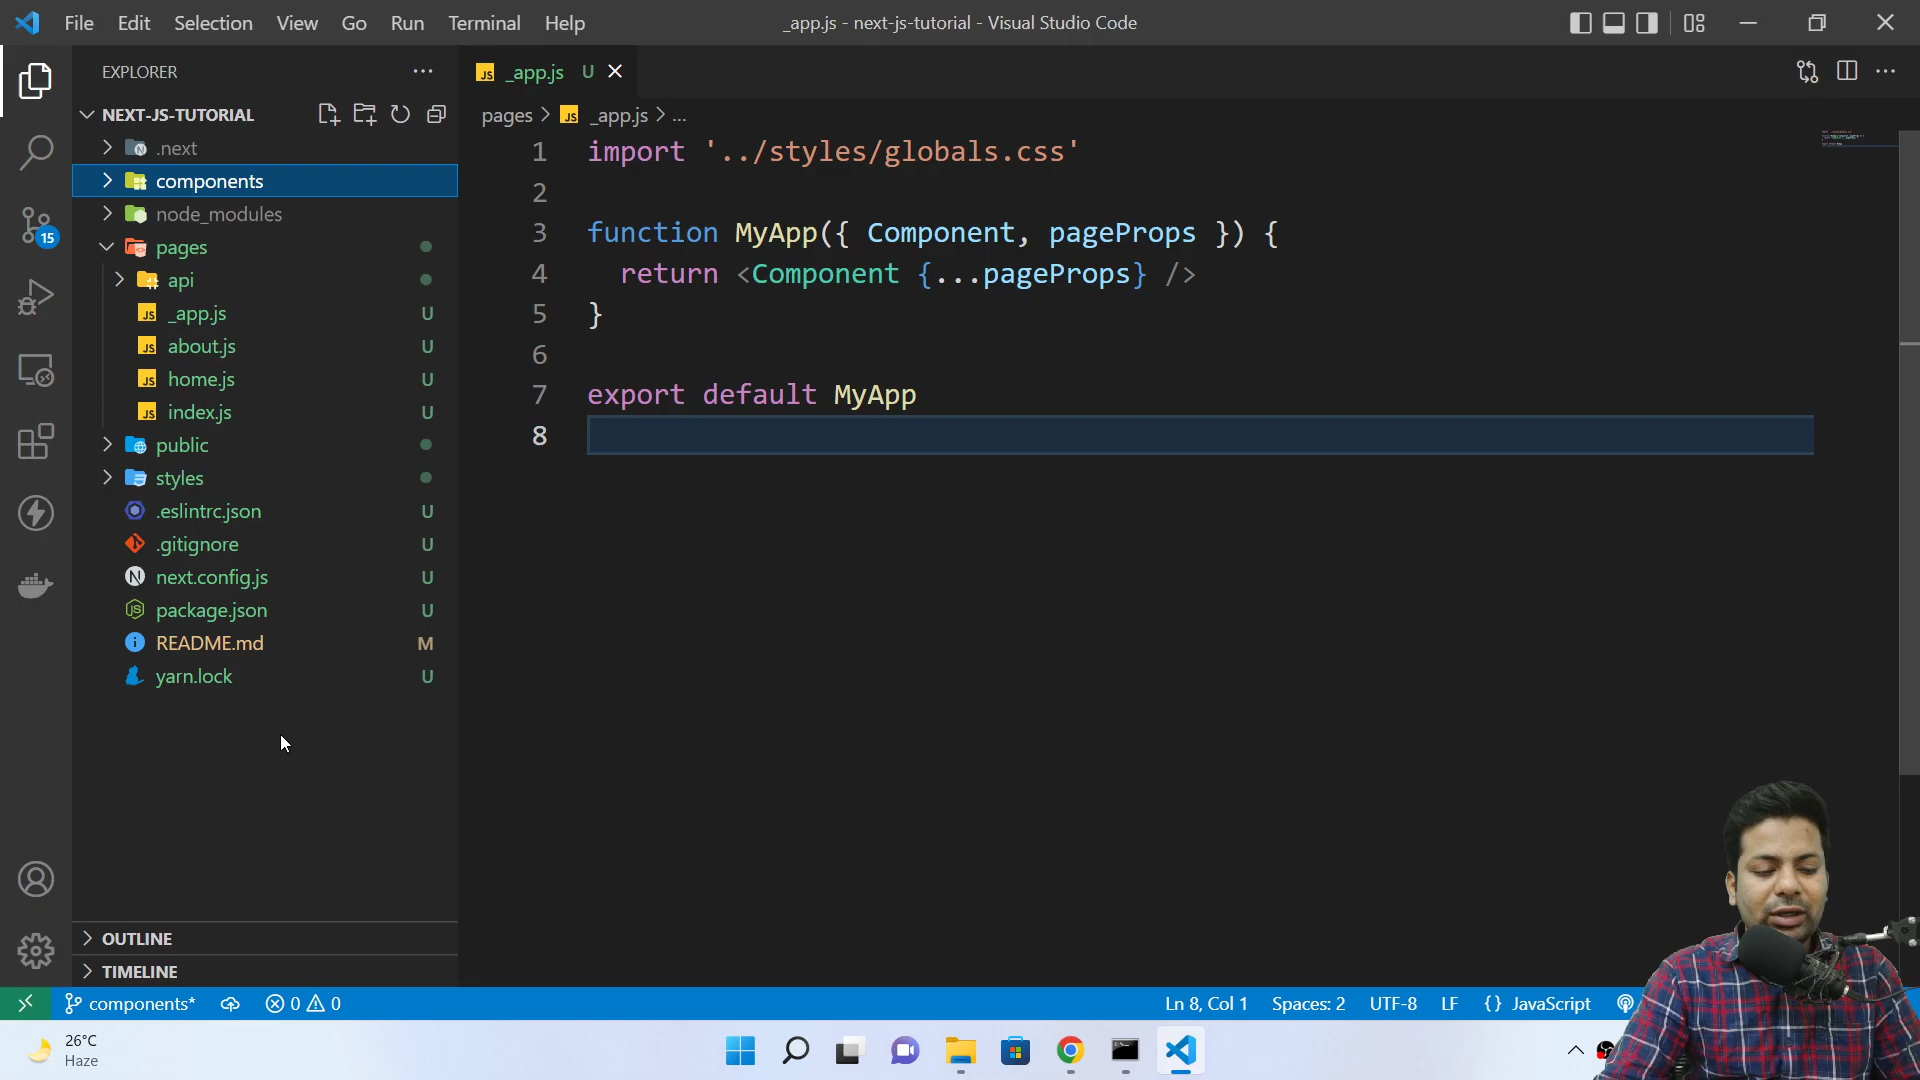 File Edit Selection View Go Run Terminal Help
_app.js - next-js-tutorial - Visual Studio Code
EXPLORER
NEXT-JS-TUTORIAL
.next
components
node_modules
pages
api
_app.js U
about.js U
home.js U
index.js U
public
styles
.eslintrc.json U
.gitignore U
next.config.js U
package.json U
README.md M
yarn.lock U
OUTLINE
TIMELINE
15
JS _app.js U
pages > JS _app.js > ...
1 import '../styles/globals.css'
2
3 function MyApp({ Component, pageProps }) {
4 return <Component {...pageProps} />
5 }
6
7 export default MyApp
8
components* 0 0
Ln 8, Col 1 Spaces: 2 UTF-8 LF {} JavaScript
26°C
Haze